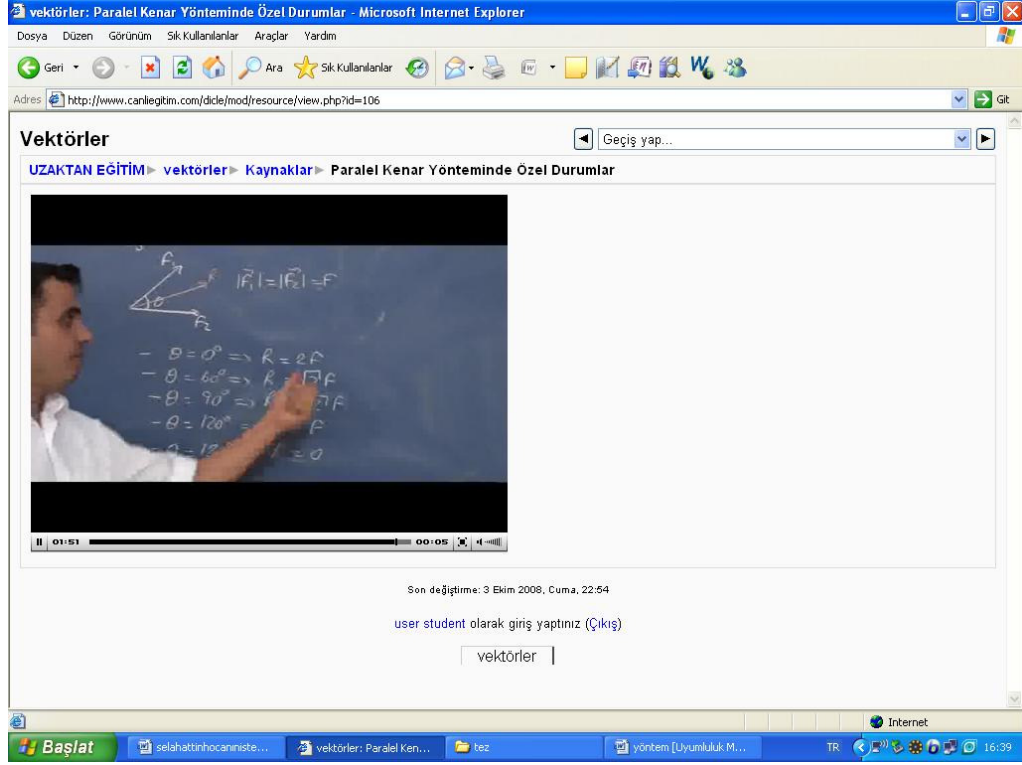 vektörler: Paralel Kenar Yönteminde Özel Durumlar - Microsoft Internet Explorer
Dosya Düzen Görünüm Sık Kullanılanlar Araçlar Yardım
Geri Ara Sık Kullanılanlar
Adres http://www.canliegitim.com/dicle/mod/resource/view.php?id=106 Git
Vektörler Geçiş yap...
UZAKTAN EĞİTİM ► vektörler ► Kaynaklar ► Paralel Kenar Yönteminde Özel Durumlar
F₁ |F⃗₁|=|F⃗₂|=F
θ
F₂
- θ = 0° => R = 2F
- θ = 60° => R = F
- θ = 90° => F
- θ = 120° = F
= 0
01:51 00:05
Son değiştirme: 3 Ekim 2008, Cuma, 22:54
user student olarak giriş yaptınız (Çıkış)
vektörler
Internet
Başlat selahattinhocanıniste... vektörler: Paralel Ken... tez yöntem [Uyumluluk M... TR 16:39